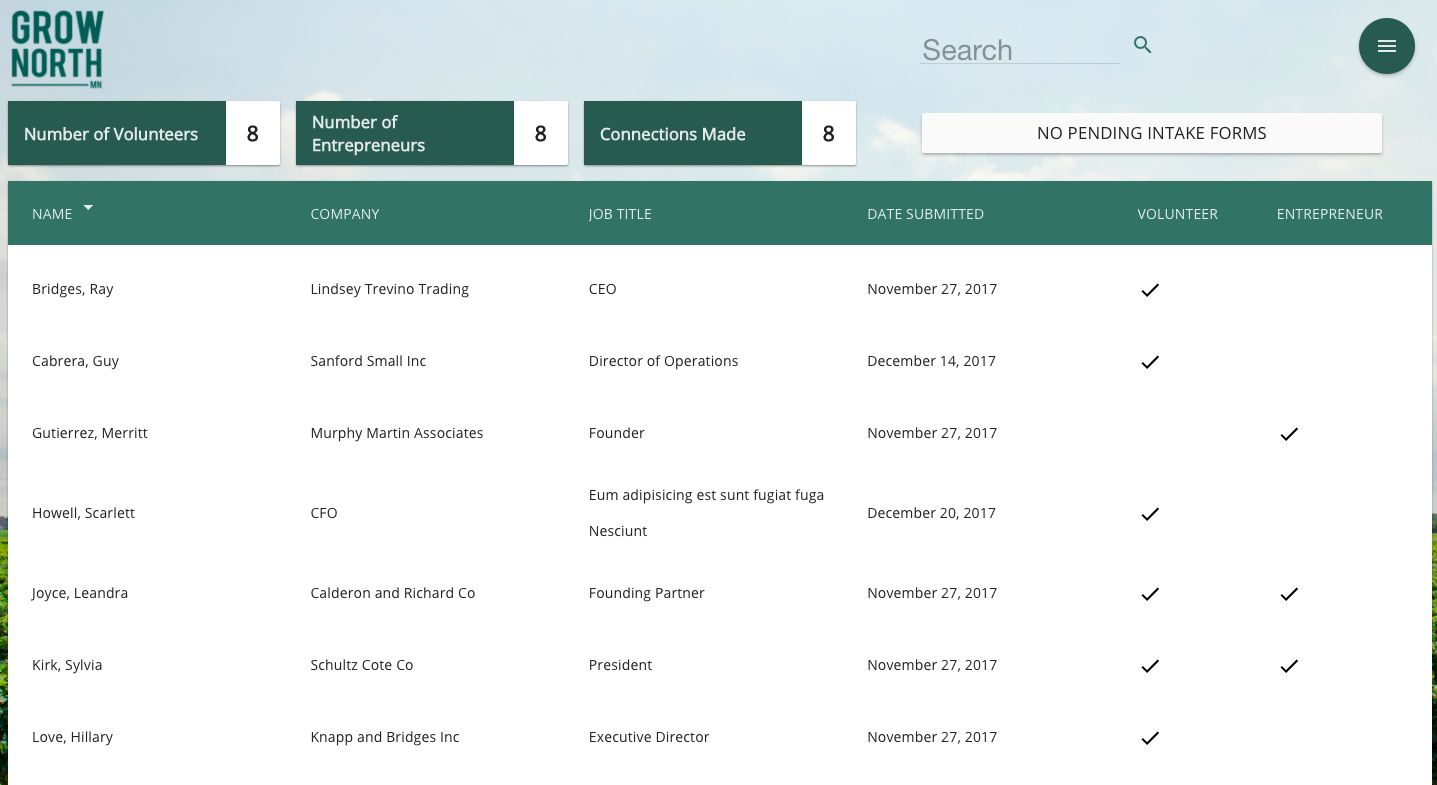 GROW
NORTH
MN
Search
Number of Volunteers 8
Number of
Entrepreneurs 8
Connections Made 8
NO PENDING INTAKE FORMS
NAME COMPANY JOB TITLE DATE SUBMITTED VOLUNTEER ENTREPRENEUR
Bridges, Ray Lindsey Trevino Trading CEO November 27, 2017
Cabrera, Guy Sanford Small Inc Director of Operations December 14, 2017
Gutierrez, Merritt Murphy Martin Associates Founder November 27, 2017
Howell, Scarlett CFO Eum adipisicing est sunt fugiat fuga December 20, 2017
Nesciunt
Joyce, Leandra Calderon and Richard Co Founding Partner November 27, 2017
Kirk, Sylvia Schultz Cote Co President November 27, 2017
Love, Hillary Knapp and Bridges Inc Executive Director November 27, 2017